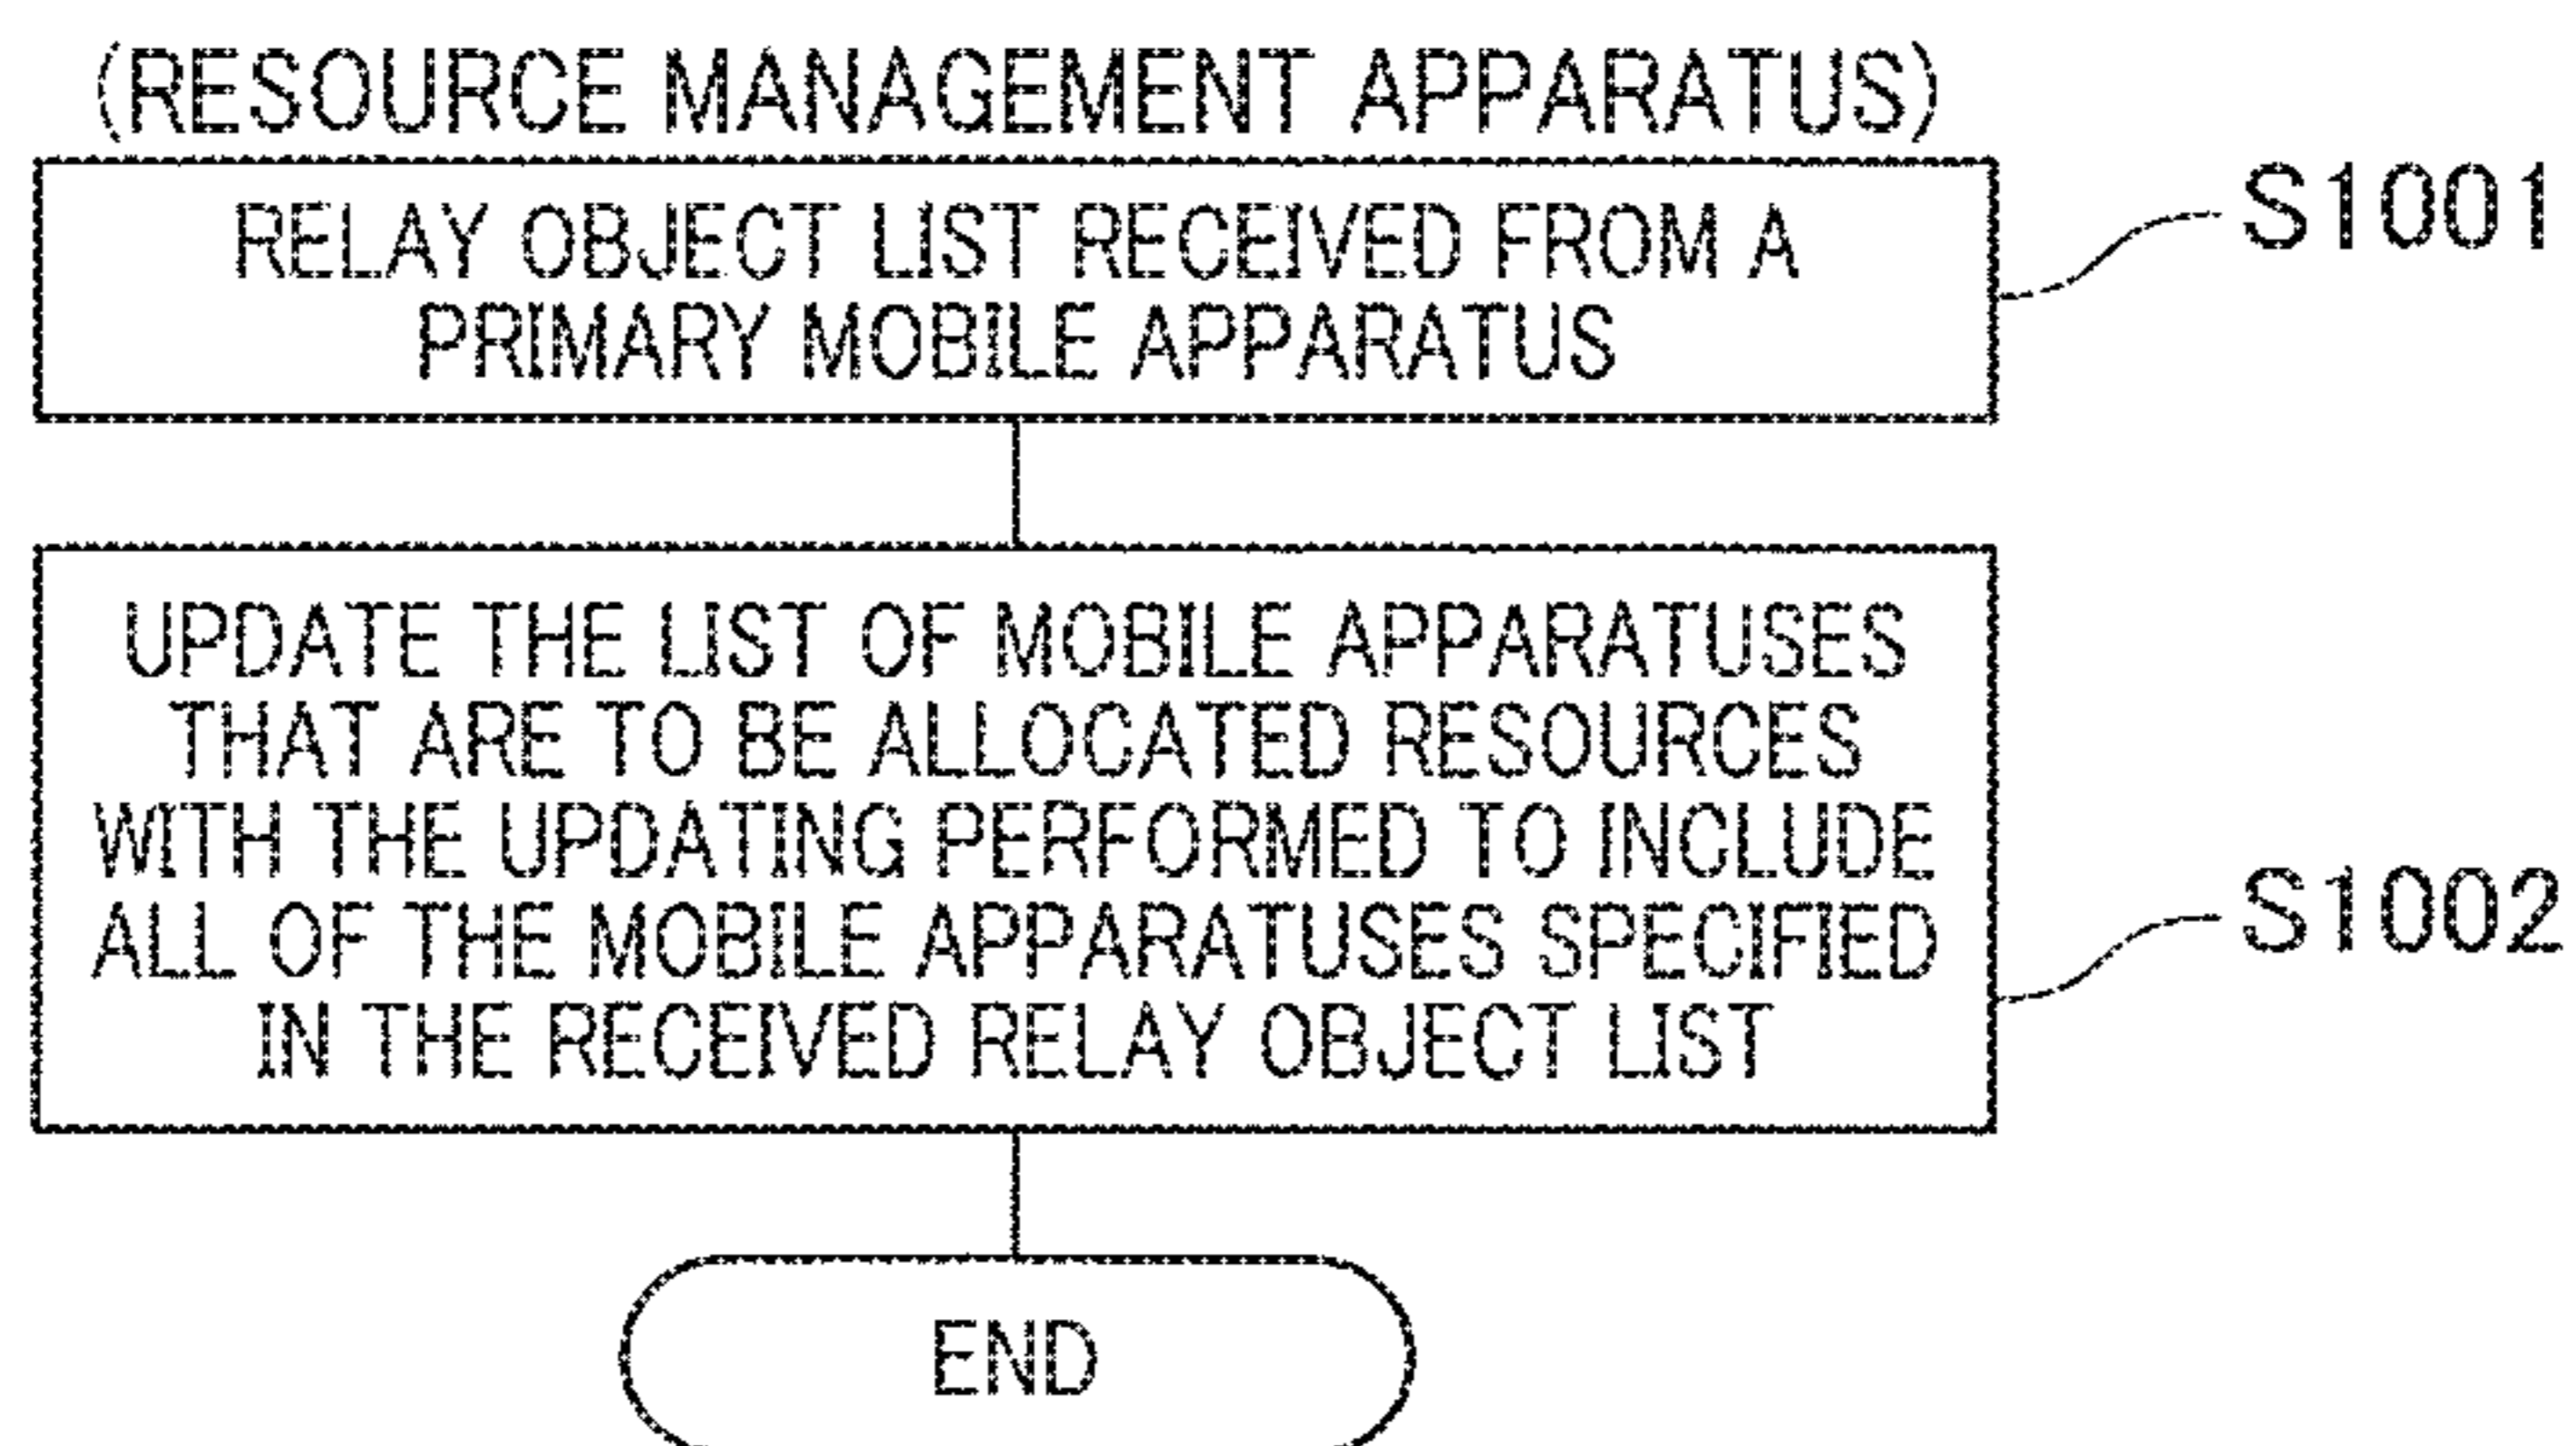 (RESOURCE MANAGEMENT APPARATUS)
RELAY OBJECT LIST RECEIVED FROM A
PRIMARY MOBILE APPARATUS
S1001
UPDATE THE LIST OF MOBILE APPARATUSES
THAT ARE TO BE ALLOCATED RESOURCES
WITH THE UPDATING PERFORMED TO INCLUDE
ALL OF THE MOBILE APPARATUSES SPECIFIED
IN THE RECEIVED RELAY OBJECT LIST
S1002
END